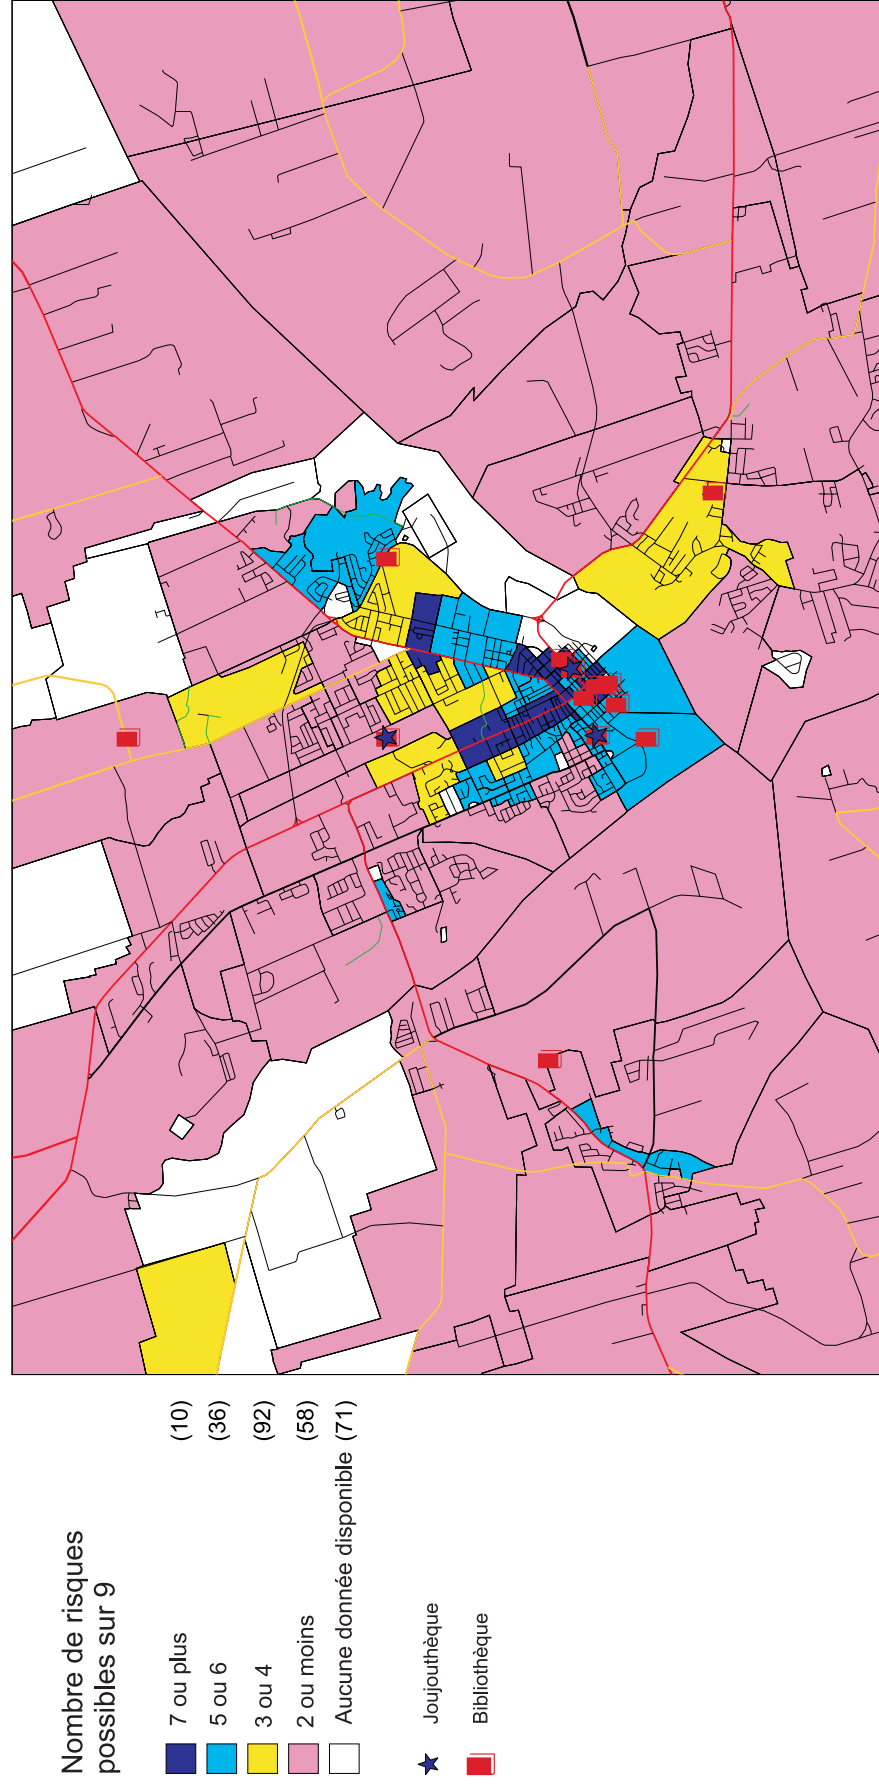 Nombre de risques
possibles sur 9
7 ou plus (10)
5 ou 6 (36)
3 ou 4 (92)
2 ou moins (58)
Aucune donnée disponible (71)
Joujouthèque
Bibliothèque